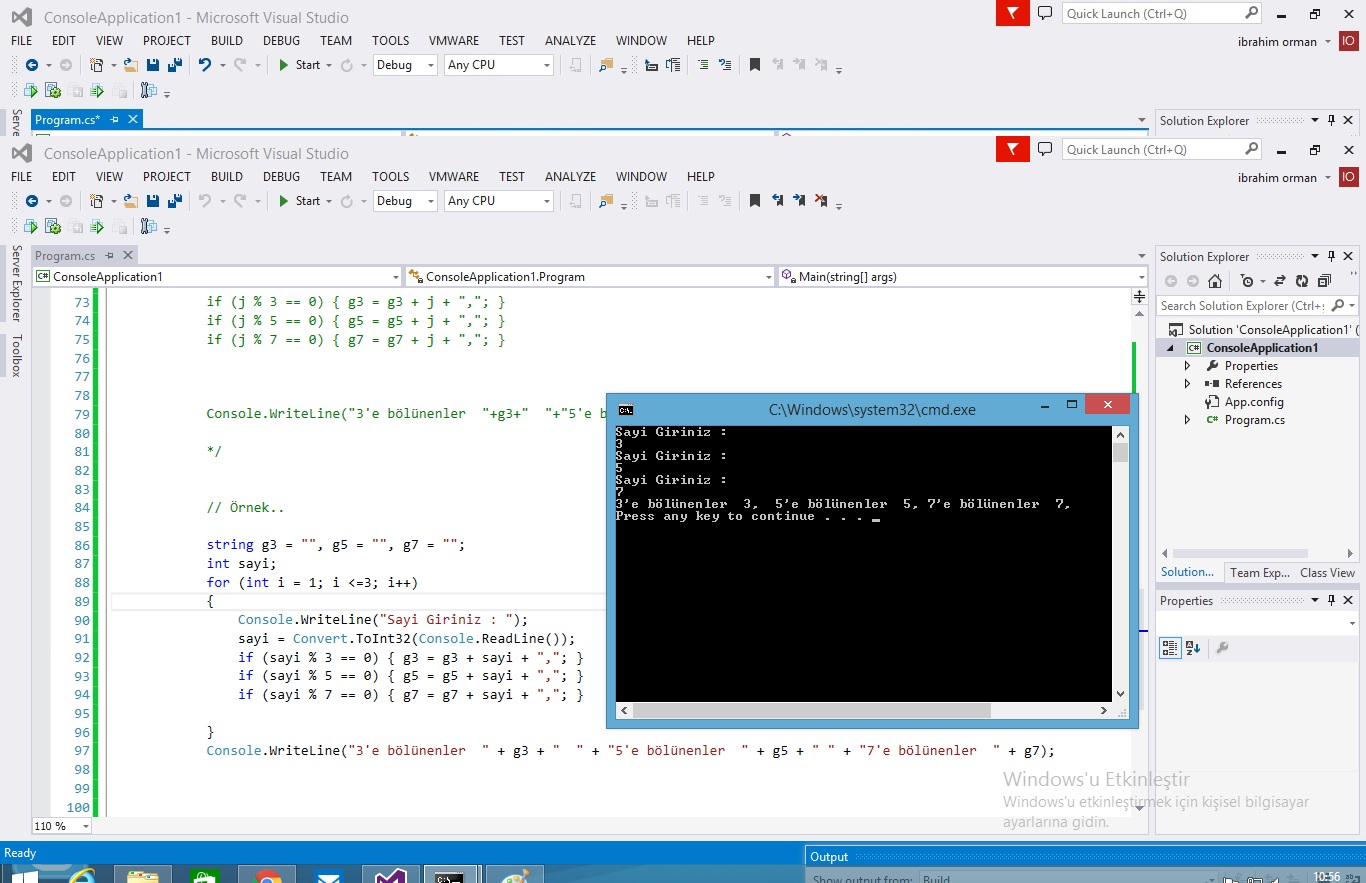 ConsoleApplication1 - Microsoft Visual Studio
Quick Launch (Ctrl+Q)
FILE EDIT VIEW PROJECT BUILD DEBUG TEAM TOOLS VMWARE TEST ANALYZE WINDOW HELP
ibrahim orman IO
Start Debug Any CPU
Serve
Program.cs*
Solution Explorer
ConsoleApplication1 - Microsoft Visual Studio
Quick Launch (Ctrl+Q)
FILE EDIT VIEW PROJECT BUILD DEBUG TEAM TOOLS VMWARE TEST ANALYZE WINDOW HELP
ibrahim orman IO
Start Debug Any CPU
Server Explorer
Toolbox
Program.cs
C# ConsoleApplication1 ConsoleApplication1.Program Main(string[] args)
73 if (j % 3 == 0) { g3 = g3 + j + ","; }
74 if (j % 5 == 0) { g5 = g5 + j + ","; }
75 if (j % 7 == 0) { g7 = g7 + j + ","; }
76
77
78
79 Console.WriteLine("3'e bölünenler  "+g3+"  "+"5'e b
80
81 */
82
83
84 // Örnek..
85
86 string g3 = "", g5 = "", g7 = "";
87 int sayi;
88 for (int i = 1; i <=3; i++)
89 {
90 Console.WriteLine("Sayi Giriniz : ");
91 sayi = Convert.ToInt32(Console.ReadLine());
92 if (sayi % 3 == 0) { g3 = g3 + sayi + ","; }
93 if (sayi % 5 == 0) { g5 = g5 + sayi + ","; }
94 if (sayi % 7 == 0) { g7 = g7 + sayi + ","; }
95
96 }
97 Console.WriteLine("3'e bölünenler  " + g3 + "  " + "5'e bölünenler  " + g5 + " " + "7'e bölünenler  " + g7);
98
99
100
110 %
C:\Windows\system32\cmd.exe
Sayi Giriniz :
3
Sayi Giriniz :
5
Sayi Giriniz :
7
3'e bölünenler  3,  5'e bölünenler  5, 7'e bölünenler  7,
Press any key to continue . . . _
Solution Explorer
Search Solution Explorer (Ctrl+;
Solution 'ConsoleApplication1' (
C# ConsoleApplication1
Properties
References
App.config
C# Program.cs
Solution... Team Exp... Class View
Properties
Windows'u Etkinleştir
Windows'u etkinleştirmek için kişisel bilgisayar
ayarlarına gidin.
Ready
Output
Show output from: Build
10:56